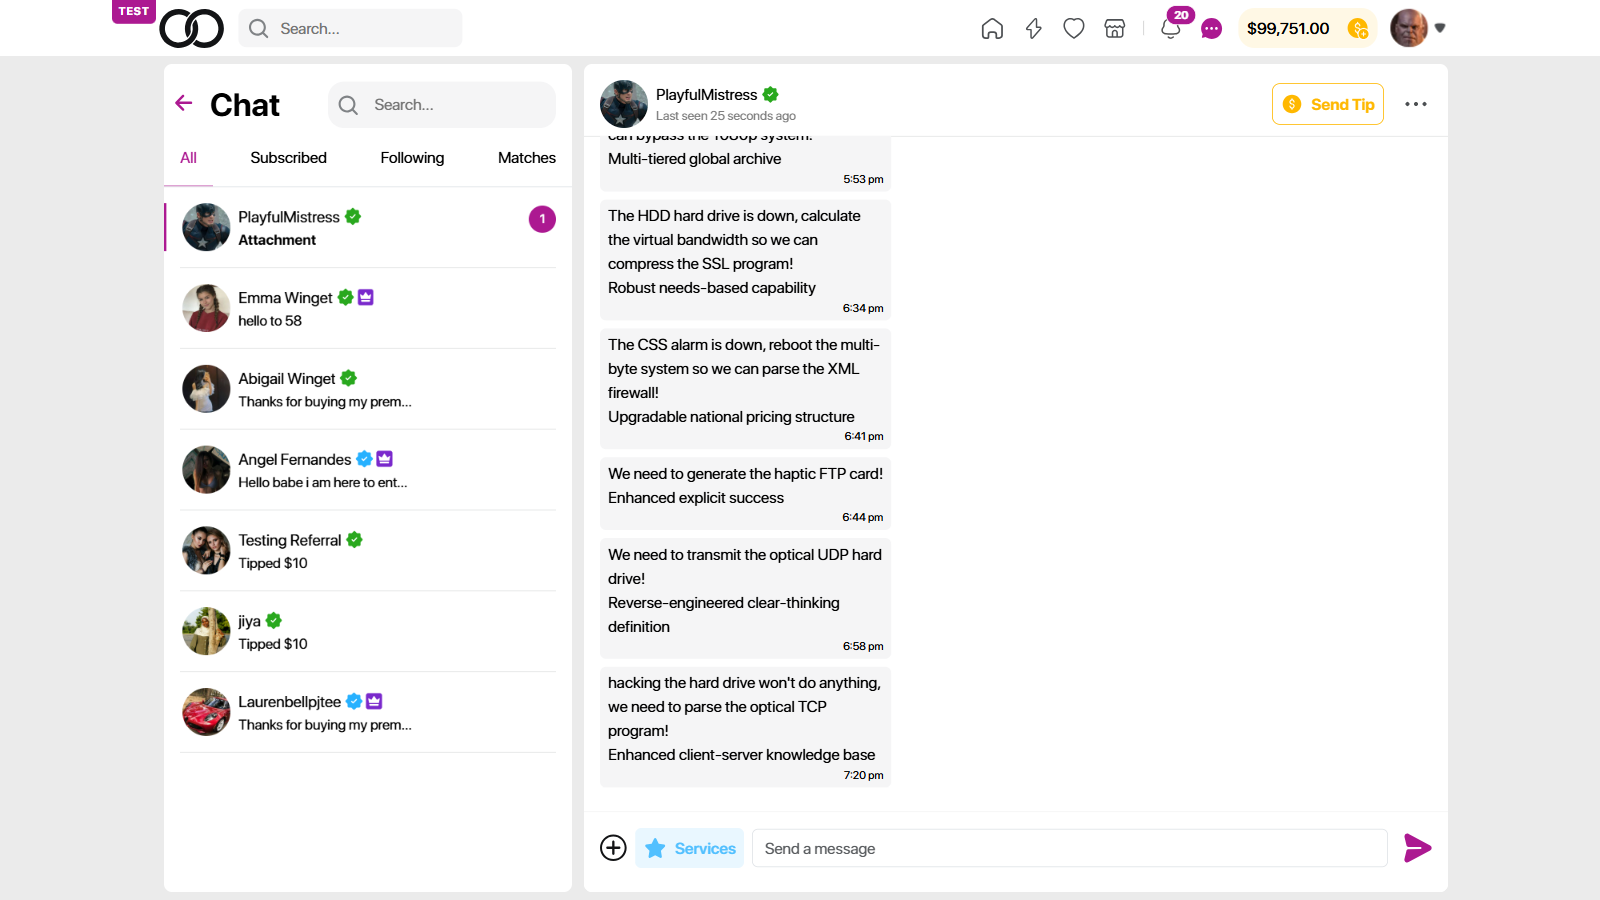 TEST
Search...
20
$99,751.00
Chat
Search...
All
Subscribed
Following
Matches
PlayfulMistress
Attachment
1
Emma Winget
hello to 58
Abigail Winget
Thanks for buying my prem...
Angel Fernandes
Hello babe i am here to ent...
Testing Referral
Tipped $10
jiya
Tipped $10
Laurenbellpjtee
Thanks for buying my prem...
PlayfulMistress
Last seen 25 seconds ago
Send Tip
can bypass the 1080p system!
Multi-tiered global archive
5:53 pm
The HDD hard drive is down, calculate
the virtual bandwidth so we can
compress the SSL program!
Robust needs-based capability
6:34 pm
The CSS alarm is down, reboot the multi-
byte system so we can parse the XML
firewall!
Upgradable national pricing structure
6:41 pm
We need to generate the haptic FTP card!
Enhanced explicit success
6:44 pm
We need to transmit the optical UDP hard
drive!
Reverse-engineered clear-thinking
definition
6:58 pm
hacking the hard drive won't do anything,
we need to parse the optical TCP
program!
Enhanced client-server knowledge base
7:20 pm
Services
Send a message